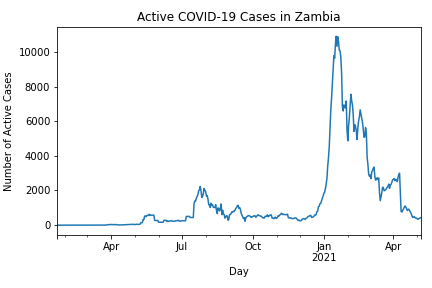 Active COVID-19 Cases in Zambia
Number of Active Cases
10000
8000
6000
4000
2000
0
Apr Jul Oct Jan Apr
2021
Day